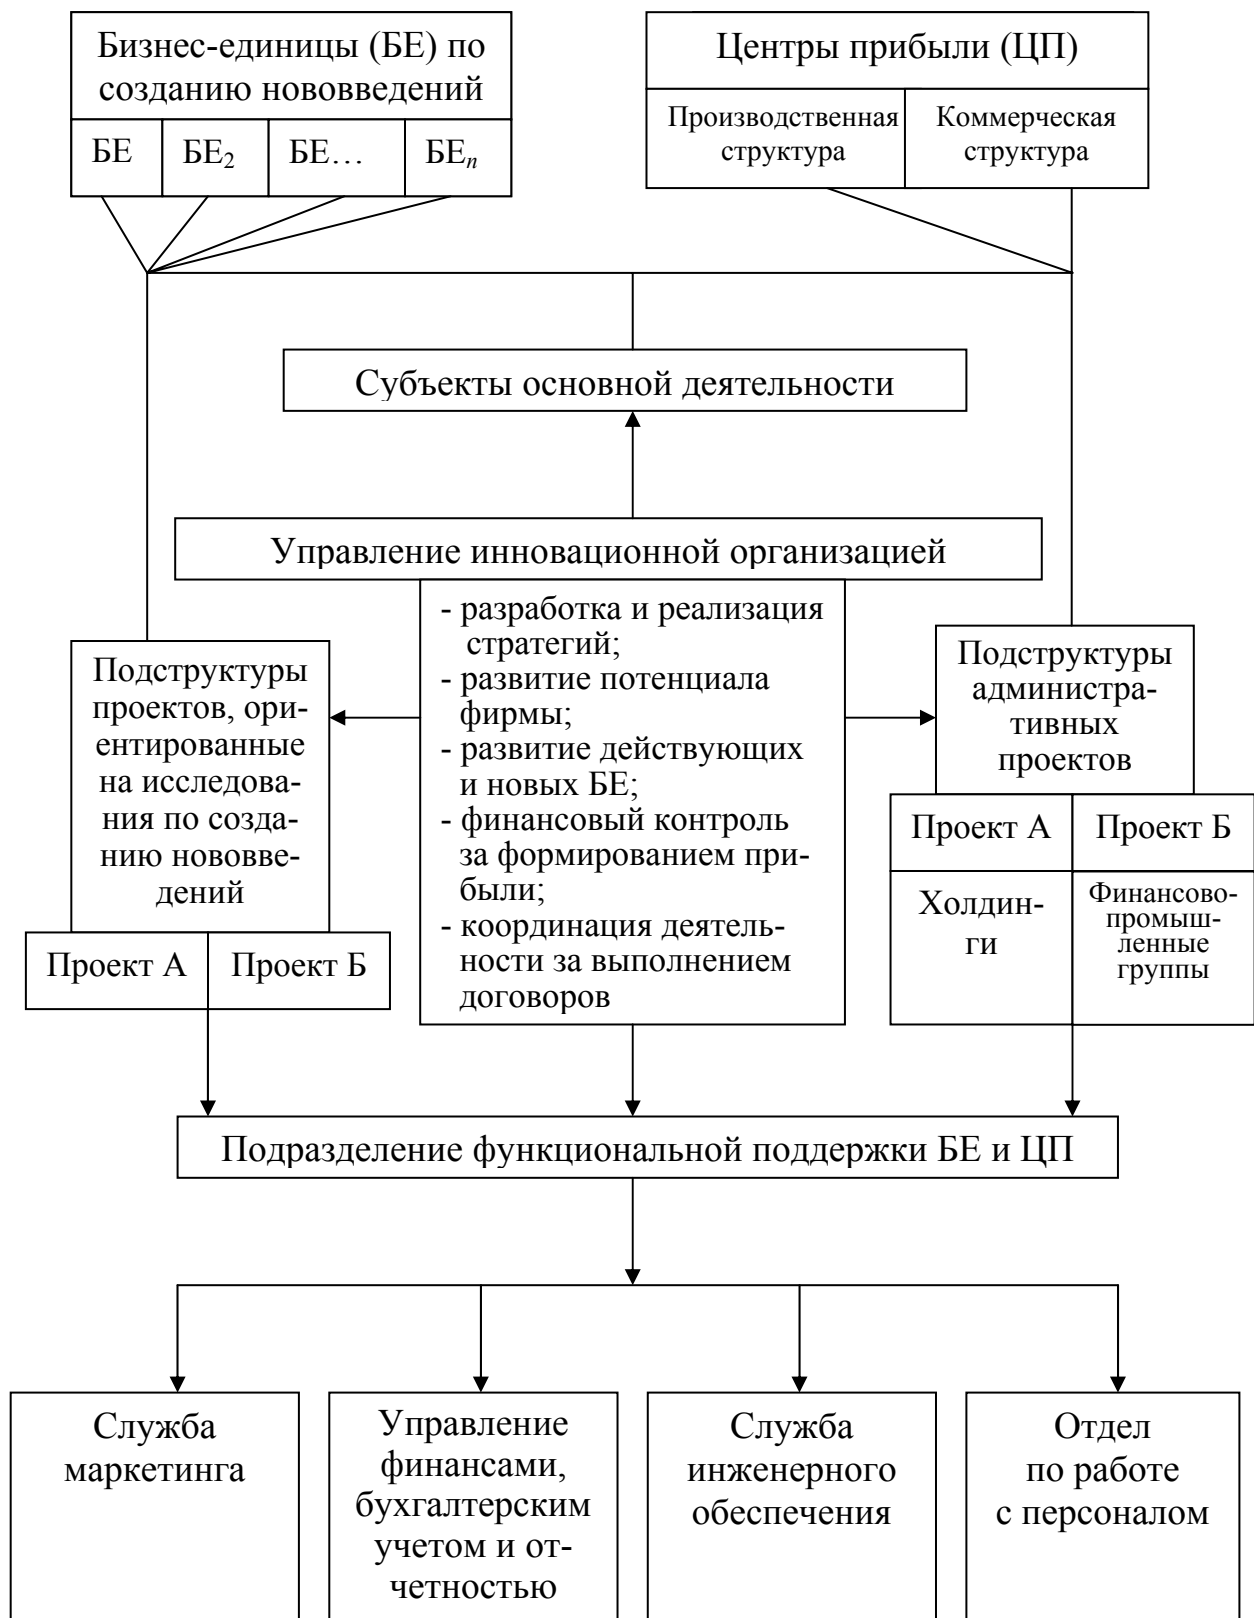 Бизнес-единицы (БЕ) по
созданию нововведений
БЕ
БЕ2
БЕ…
БЕn
Центры прибыли (ЦП)
Производственная
структура
Коммерческая
структура
Субъекты основной деятельности
Управление инновационной организацией
- разработка и реализация
стратегий;
- развитие потенциала
фирмы;
- развитие действующих
и новых БЕ;
- финансовый контроль
за формированием при-
были;
- координация деятель-
ности за выполнением
договоров
Подструктуры
проектов, ори-
ентированные
на исследова-
ния по созда-
нию нововве-
дений
Проект А
Проект Б
Подструктуры
администра-
тивных
проектов
Проект А
Проект Б
Холдин-
ги
Финансово-
промыш-
ленные
группы
Подразделение функциональной поддержки БЕ и ЦП
Служба
маркетинга
Управление
финансами,
бухгалтерским
учетом и от-
четностью
Служба
инженерного
обеспечения
Отдел
по работе
с персоналом